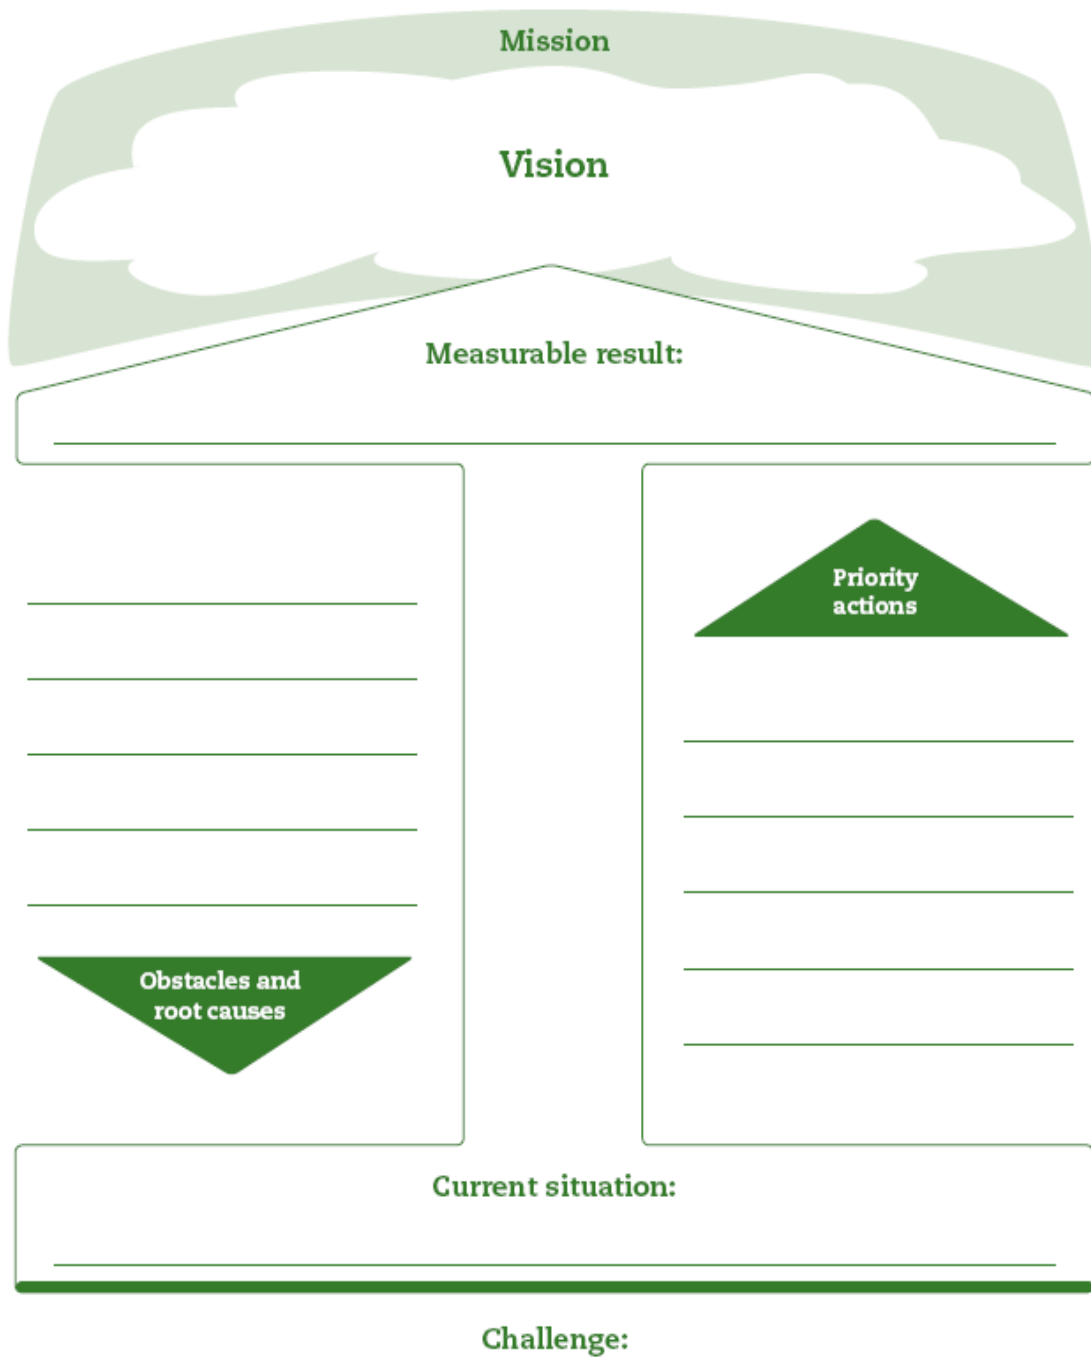 Mission
Vision
Measurable result:
Priority
actions
Obstacles and
root causes
Current situation:
Challenge: